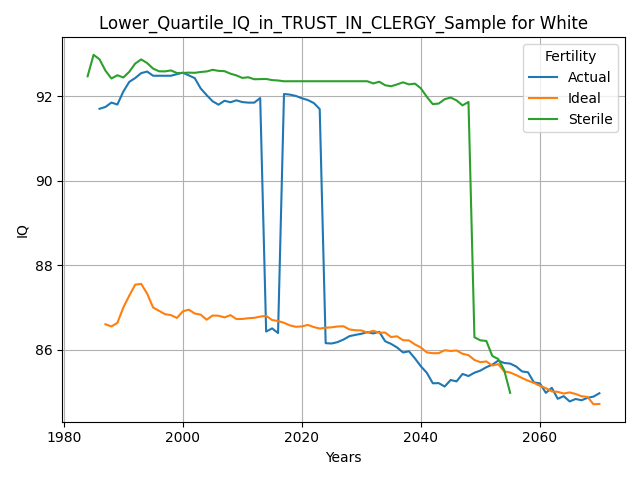 Lower_Quartile_IQ_in_TRUST_IN_CLERGY_Sample for White
Fertility
Actual
Ideal
Sterile
IQ
92
90
88
86
1980
2000
2020
2040
2060
Years